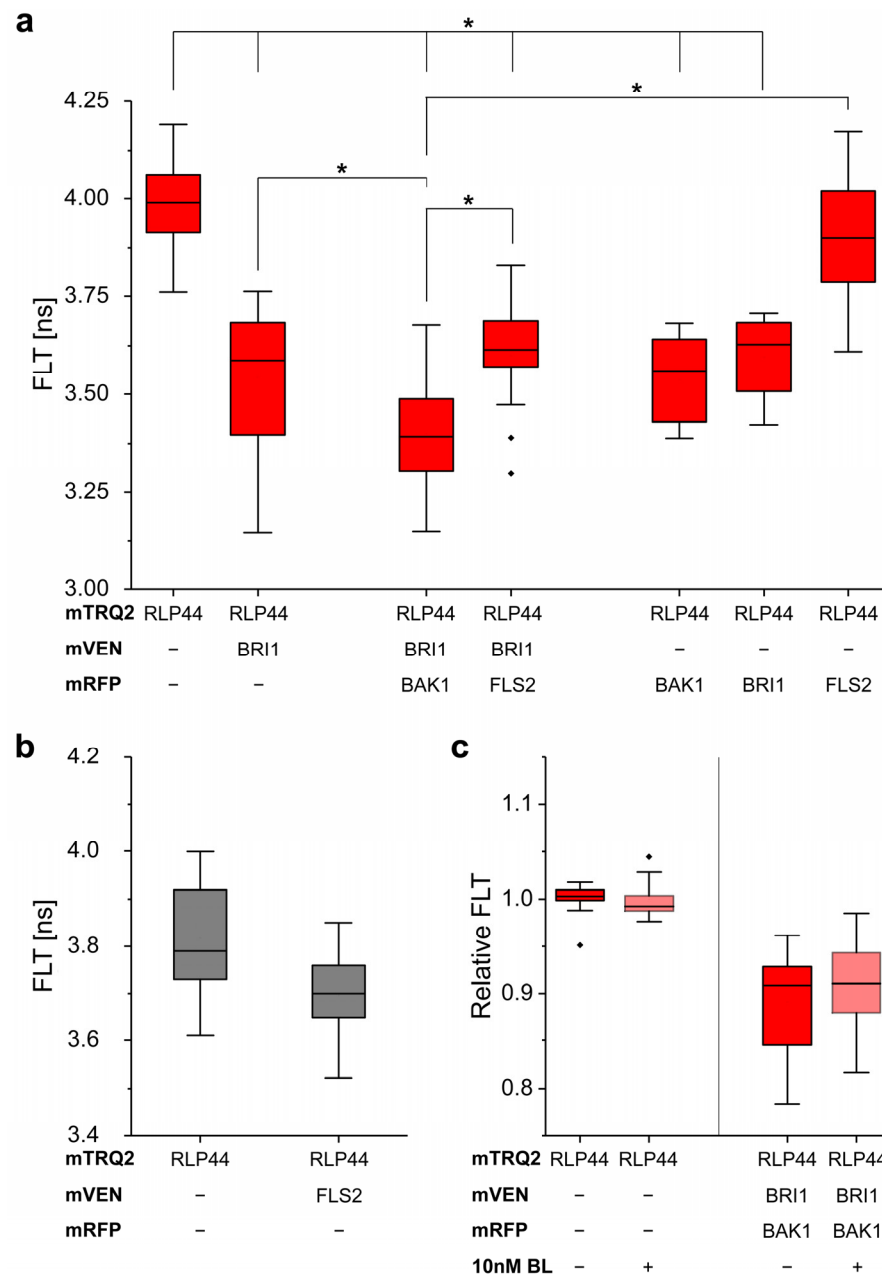 a
*
*
*
*
4.25
4.00
3.75
3.50
3.25
3.00
FLT [ns]
mTRQ2 RLP44 RLP44 RLP44 RLP44 RLP44 RLP44 RLP44
mVEN – BRI1 BRI1 BRI1 – – –
mRFP – – BAK1 FLS2 BAK1 BRI1 FLS2
b
4.2
4.0
3.8
3.6
3.4
FLT [ns]
mTRQ2 RLP44 RLP44
mVEN – FLS2
mRFP – –
c
1.1
1.0
0.9
0.8
Relative FLT
mTRQ2 RLP44 RLP44 RLP44 RLP44
mVEN – – BRI1 BRI1
mRFP – – BAK1 BAK1
10nM BL – + – +